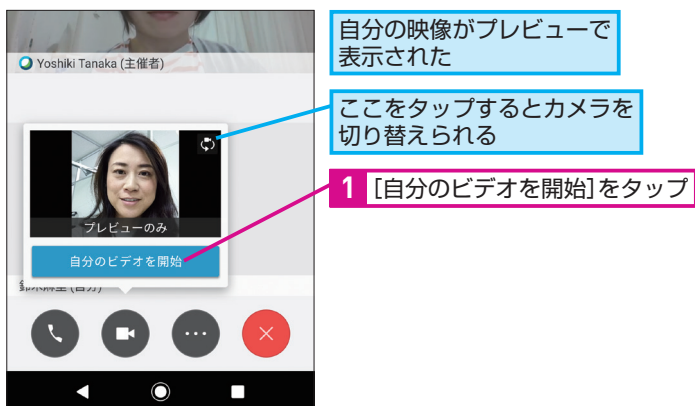 Yoshiki Tanaka (主催者)
自分の映像がプレビューで
表示された
ここをタップするとカメラを
切り替えられる
1 [自分のビデオを開始]をタップ
プレビューのみ
自分のビデオを開始
(自分)